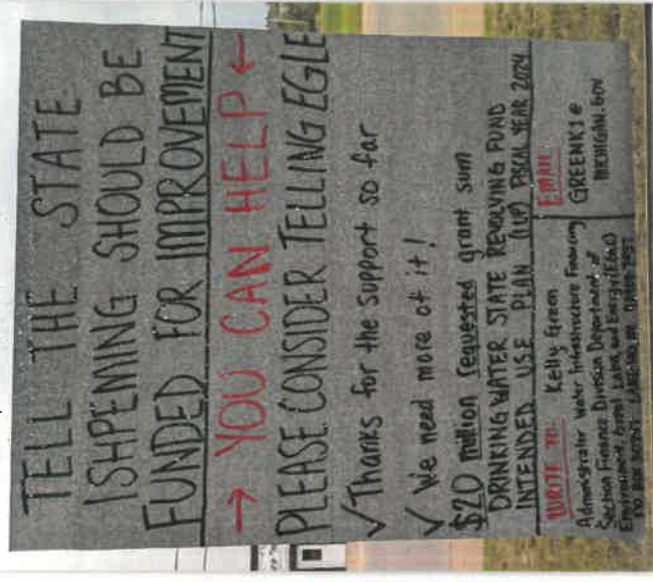 TELL THE STATE
ISHPEMING SHOULD BE
FUNDED FOR IMPROVEMENT
→ YOU CAN HELP ←
PLEASE CONSIDER TELLING EGLE
✓ Thanks for the support so far
✓ We need more of it!
$20 million requested grant sum
DRINKING WATER STATE REVOLVING FUND
INTENDED USE PLAN (IUP) FISCAL YEAR 2024
WRITE TO: Kelly Green
Administrator Water Infrastructure Financing
Section Finance Division Department of
Environment, Great Lakes, and Energy (EGLE)
PO BOX
EMAIL:
GREENK1@
MICHIGAN.GOV